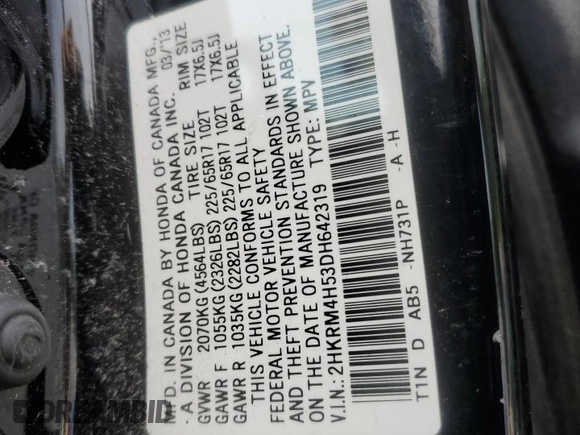 MFD. IN CANADA BY HONDA OF CANADA MFG.,
-A DIVISION OF HONDA CANADA INC. 03/13
GVWR 2070KG (4564LBS) TIRE SIZE RIM SIZE
GAWR F 1055KG (2326LBS) 225/65R17 102T 17X6.5J
GAWR R 1035KG (2282LBS) 225/65R17 102T 17X6.5J
THIS VEHICLE CONFORMS TO ALL APPLICABLE
FEDERAL MOTOR VEHICLE SAFETY
AND THEFT PREVENTION STANDARDS IN EFFECT
ON THE DATE OF MANUFACTURE SHOWN ABOVE.
V.I.N.: 2HKRM4H53DH642319 TYPE: MPV
T1N D AB5 -NH731P -A -H
DREAMBID